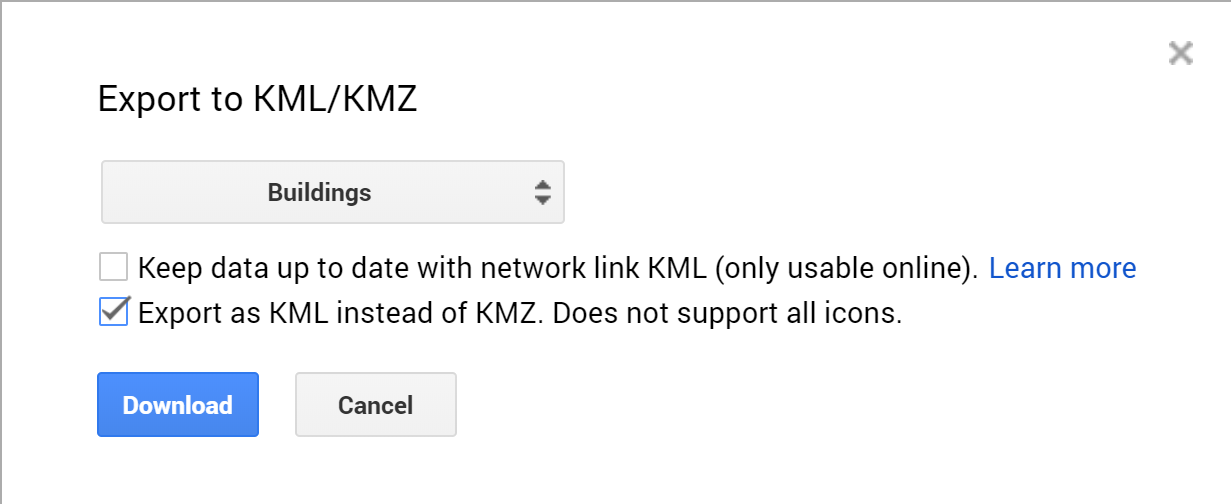 Export to KML/KMZ
Buildings
Keep data up to date with network link KML (only usable online). Learn more
Export as KML instead of KMZ. Does not support all icons.
Download Cancel